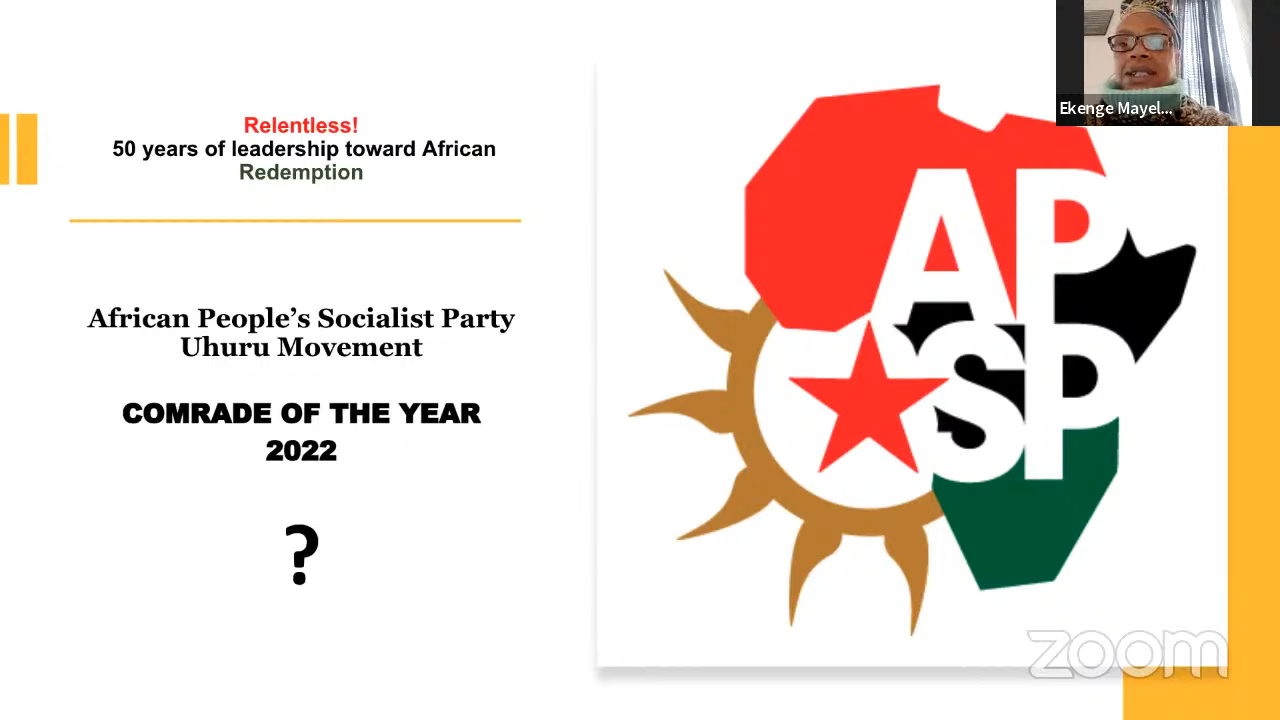 Ekenge Mayel...
Relentless!
50 years of leadership toward African
Redemption
African People's Socialist Party
Uhuru Movement
COMRADE OF THE YEAR
2022
?
AP
SP
zoom